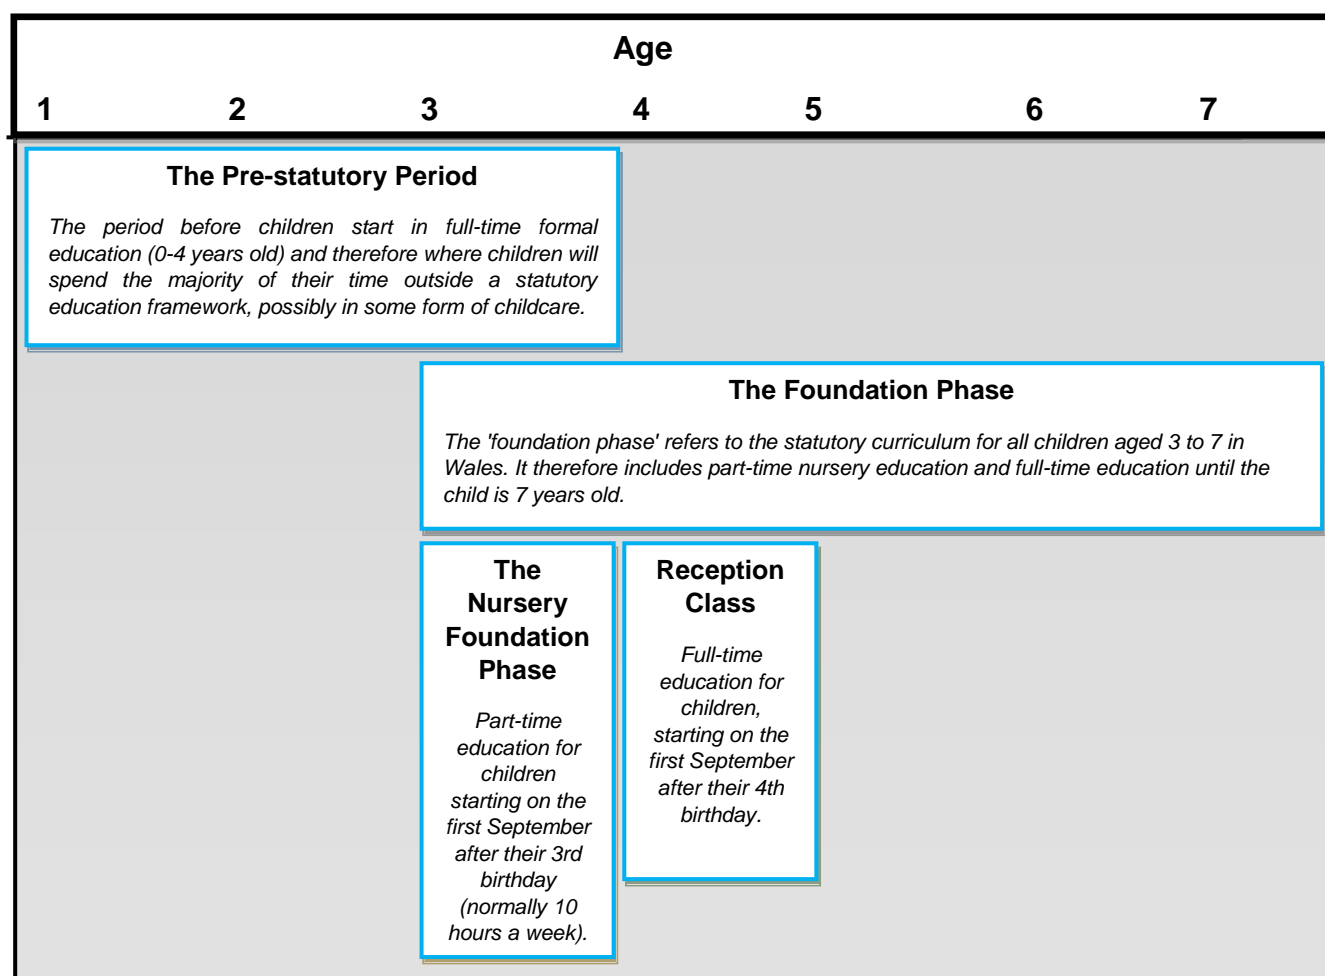 Age
1 2 3 4 5 6 7
The Pre-statutory Period
The period before children start in full-time formal
education (0-4 years old) and therefore where children will
spend the majority of their time outside a statutory
education framework, possibly in some form of childcare.
The Foundation Phase
The 'foundation phase' refers to the statutory curriculum for all children aged 3 to 7 in
Wales. It therefore includes part-time nursery education and full-time education until the
child is 7 years old.
The
Nursery
Foundation
Phase
Part-time
education for
children
starting on the
first September
after their 3rd
birthday
(normally 10
hours a week).
Reception
Class
Full-time
education for
children,
starting on the
first September
after their 4th
birthday.